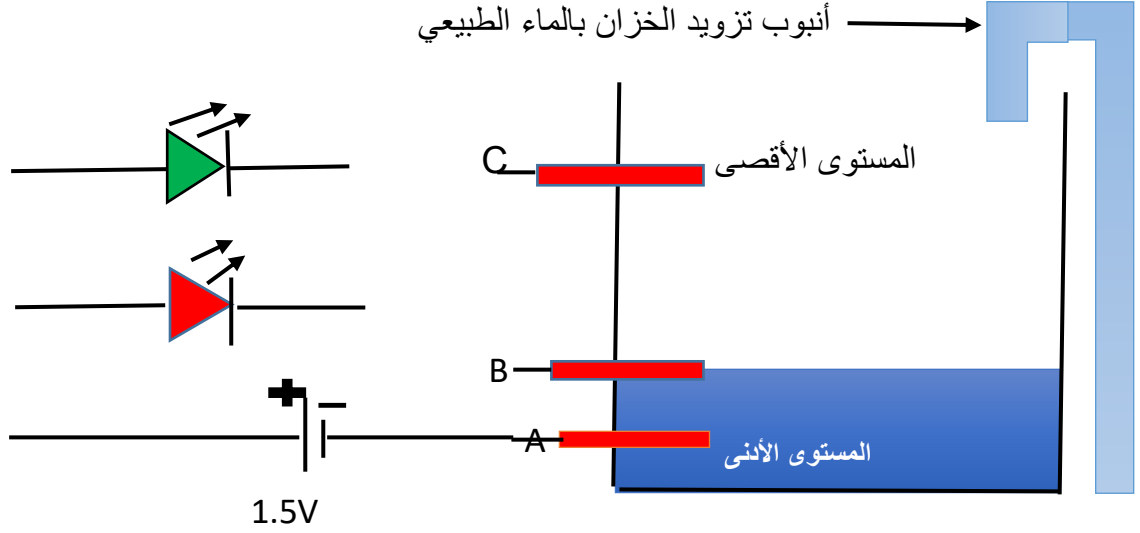 أنبوب تزويد الخزان بالماء الطبيعي
C
المستوى الأقصى
B
+
-
A
المستوى الأدنى
1.5V